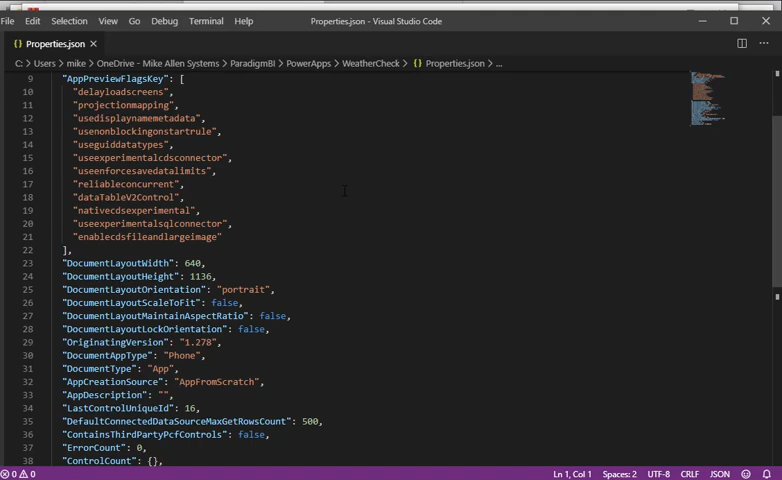 File Edit Selection View Go Debug Terminal Help Properties.json - Visual Studio Code
{} Properties.json ×
C: > Users > mike > OneDrive - Mike Allen Systems > ParadigmBI > PowerApps > WeatherCheck > {} Properties.json > ...
9 "AppPreviewFlagsKey": [
10 "delayloadscreens",
11 "projectionmapping",
12 "usedisplaynamemetadata",
13 "usenonblockingonstartrule",
14 "useguiddatatypes",
15 "useexperimentalcdsconnector",
16 "useenforcesavedatalimits",
17 "reliableconcurrent",
18 "dataTableV2Control",
19 "nativecdsexperimental",
20 "useexperimentalsqlconnector",
21 "enablecdsfileandlargeimage"
22 ],
23 "DocumentLayoutWidth": 640,
24 "DocumentLayoutHeight": 1136,
25 "DocumentLayoutOrientation": "portrait",
26 "DocumentLayoutScaleToFit": false,
27 "DocumentLayoutMaintainAspectRatio": false,
28 "DocumentLayoutLockOrientation": false,
29 "OriginatingVersion": "1.278",
30 "DocumentAppType": "Phone",
31 "DocumentType": "App",
32 "AppCreationSource": "AppFromScratch",
33 "AppDescription": "",
34 "LastControlUniqueId": 16,
35 "DefaultConnectedDataSourceMaxGetRowsCount": 500,
36 "ContainsThirdPartyPcfControls": false,
37 "ErrorCount": 0,
38 "ControlCount": {},
0 0 Ln 1, Col 1 Spaces: 2 UTF-8 CRLF JSON